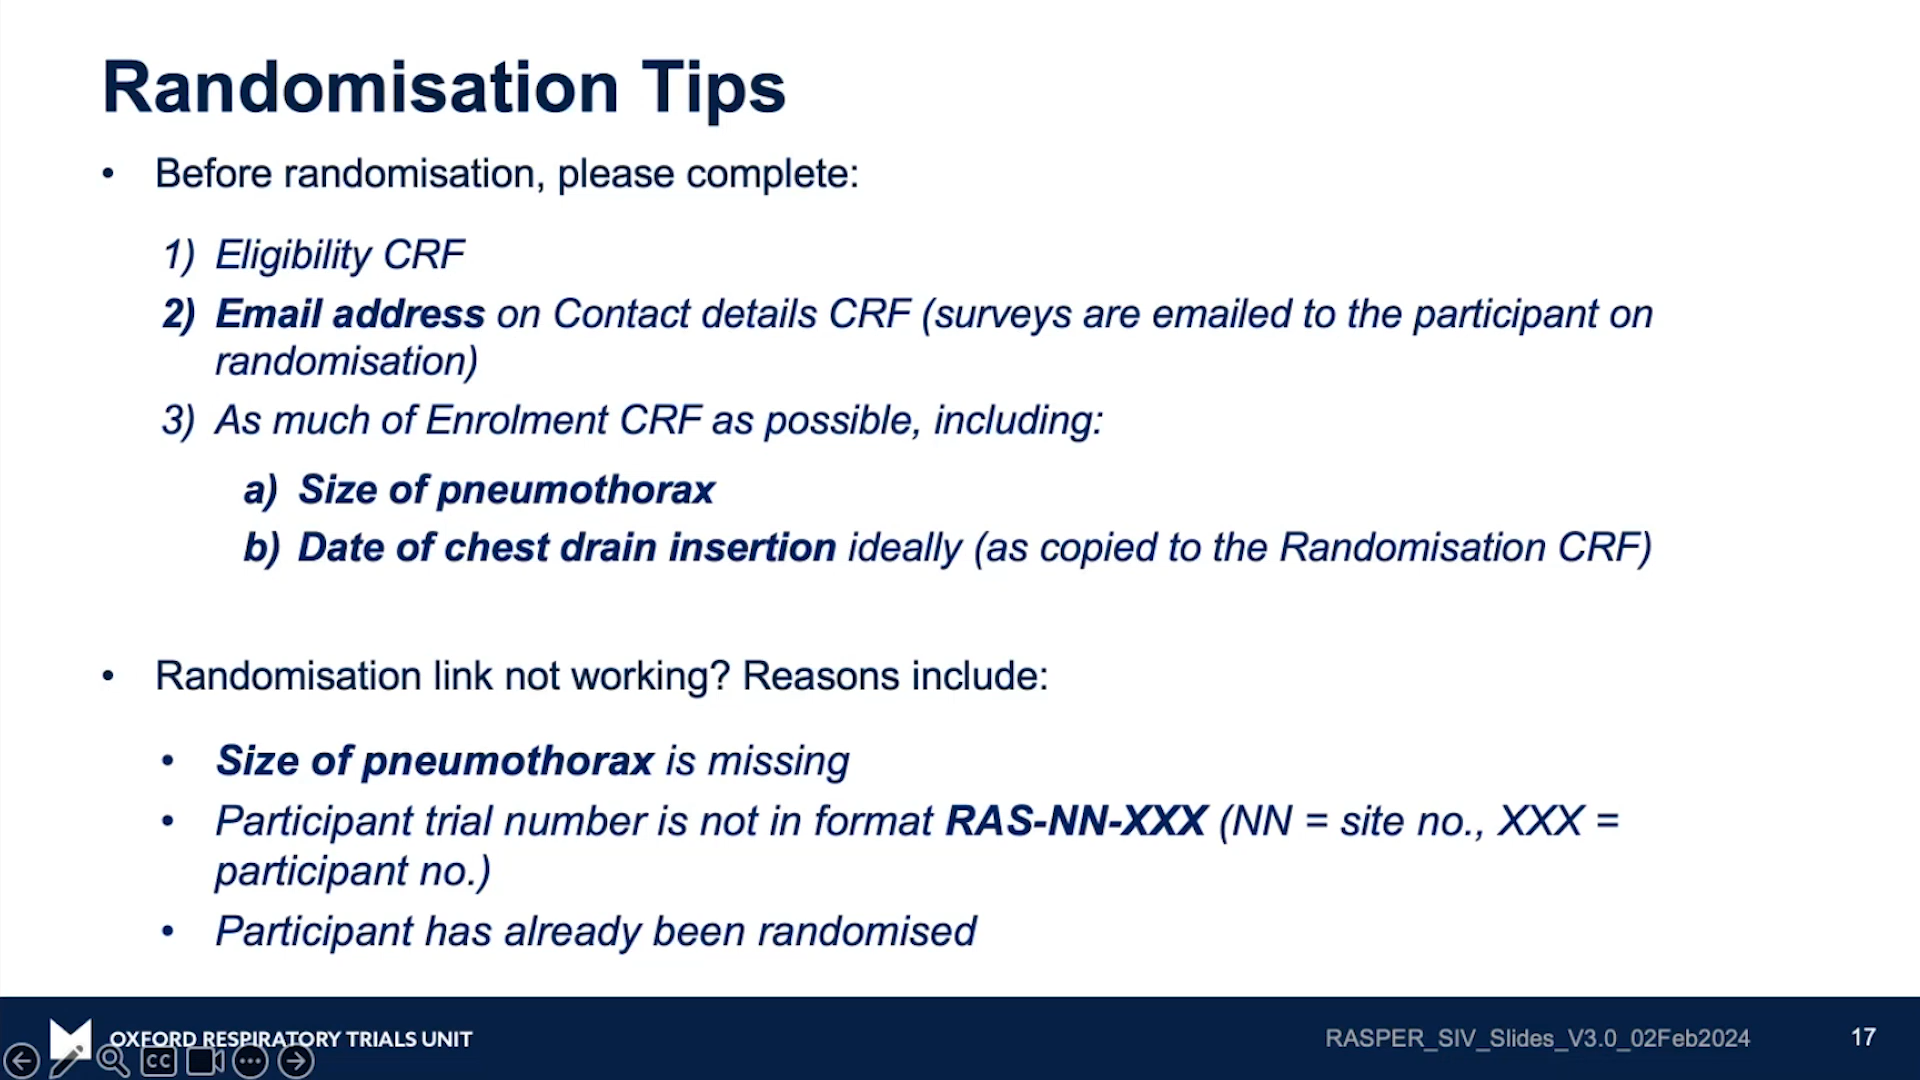 Randomisation Tips
• Before randomisation, please complete:
1) Eligibility CRF
2) Email address on Contact details CRF (surveys are emailed to the participant on
randomisation)
3) As much of Enrolment CRF as possible, including:
a) Size of pneumothorax
b) Date of chest drain insertion ideally (as copied to the Randomisation CRF)
• Randomisation link not working? Reasons include:
• Size of pneumothorax is missing
• Participant trial number is not in format RAS-NN-XXX (NN = site no., XXX =
participant no.)
• Participant has already been randomised
OXFORD RESPIRATORY TRIALS UNIT
RASPER_SIV_Slides_V3.0_02Feb2024
17
CC